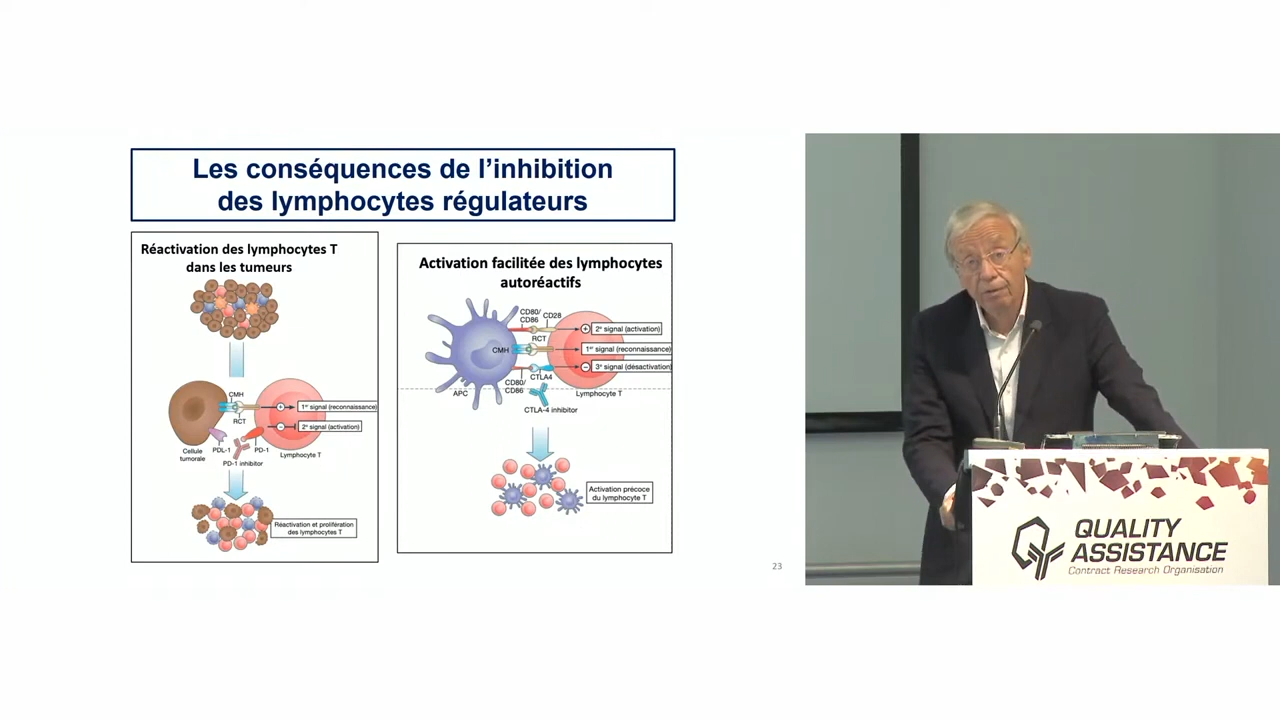 Les conséquences de l’inhibition
des lymphocytes régulateurs
Réactivation des lymphocytes T
dans les tumeurs
CMH
RCT
1er signal (reconnaissance)
2e signal (activation)
Cellule
tumorale
PDL-1
PD-1
PD-1 inhibitor
Lymphocyte T
Réactivation et prolifération
des lymphocytes T
Activation facilitée des lymphocytes
autoréactifs
CD80/
CD86
CD28
RCT
CMH
2e signal (activation)
1er signal (reconnaissance)
3e signal (désactivation)
CTLA4
CD80/
CD86
APC
Lymphocyte T
CTLA-4 inhibitor
Activation précoce
du lymphocyte T
23
QUALITY
ASSISTANCE
Contract Research Organisation